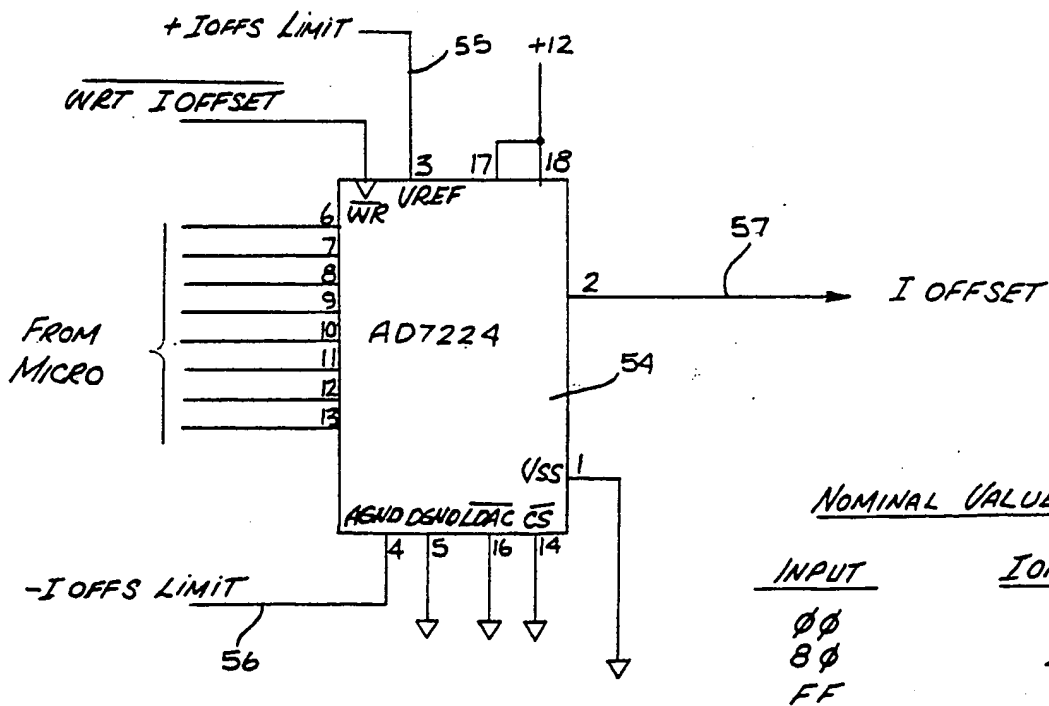 + IOFFS LIMIT
55
+12
WRT I OFFSET
3
17
18
WR
VREF
6
7
8
9
10
11
12
13
FROM
MICRO
AD7224
2
57
I OFFSET
54
VSS
1
AGND DGND LDAC CS
4
5
16
14
-I OFFS LIMIT
56
NOMINAL
INPUT
ØØ
8Ø
FF